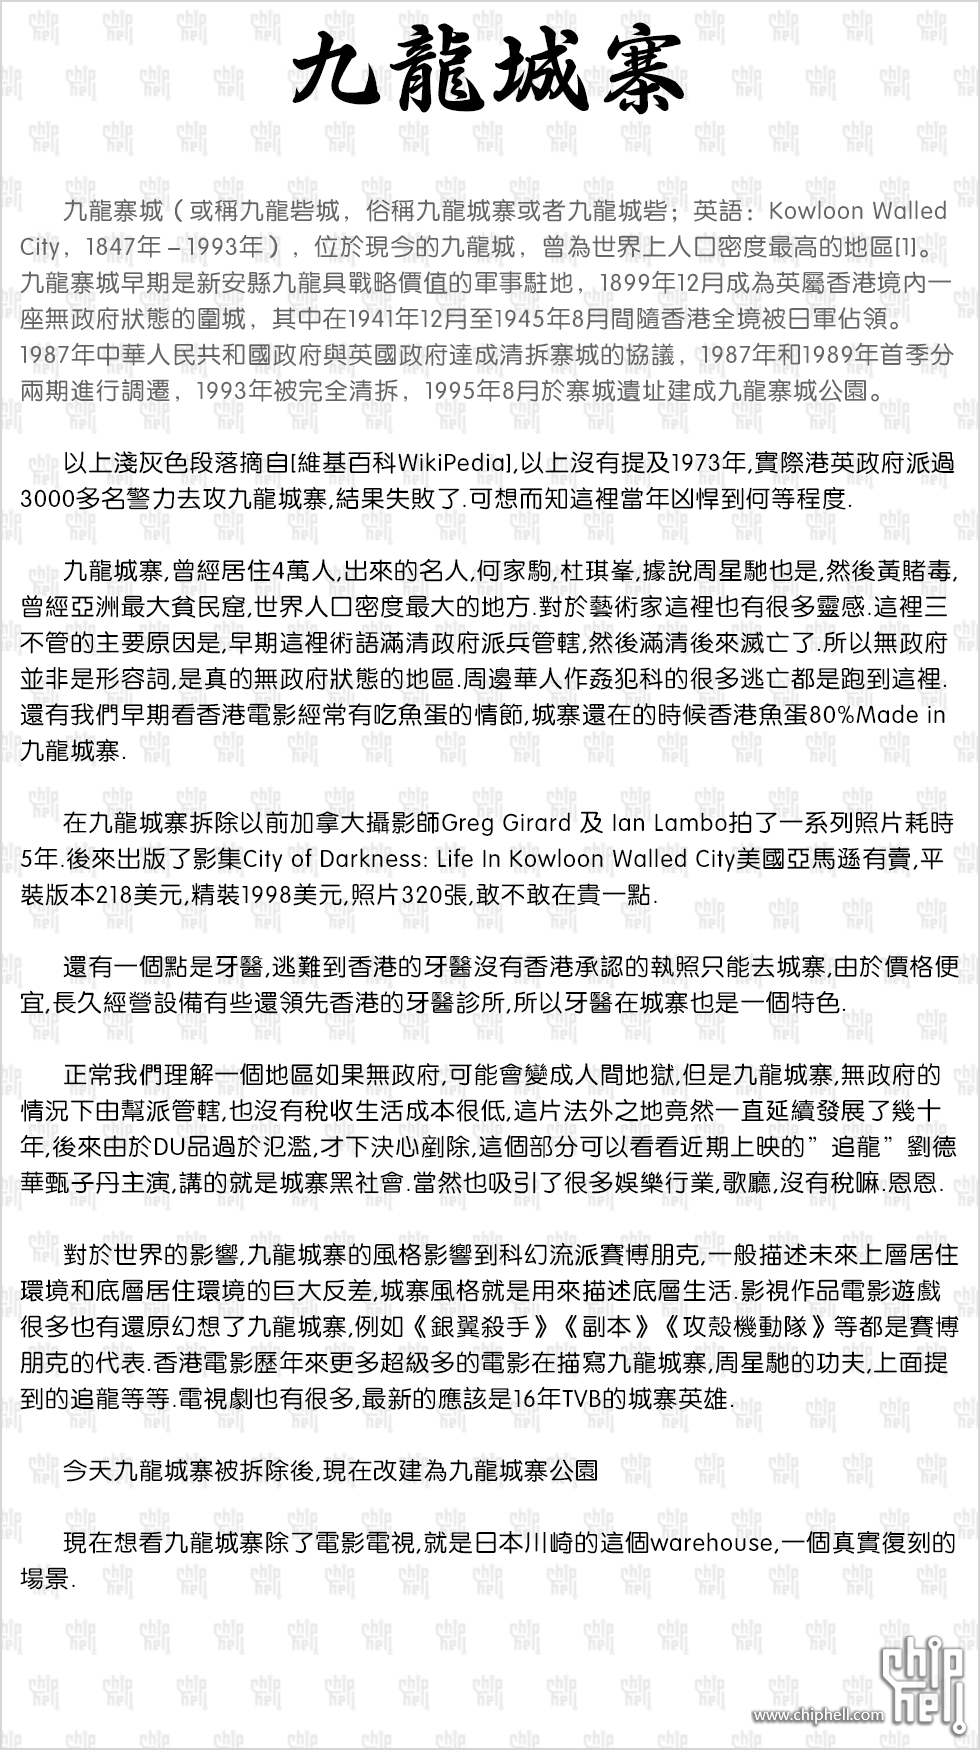 九龍城寨
九龍寨城（或稱九龍砦城，俗稱九龍城寨或者九龍城砦；英語：Kowloon Walled
City，1847年－1993年），位於現今的九龍城，曾為世界上人口密度最高的地區[1]。
九龍寨城早期是新安縣九龍具戰略價值的軍事駐地，1899年12月成為英屬香港境內一
座無政府狀態的圍城，其中在1941年12月至1945年8月間隨香港全境被日軍佔領。
1987年中華人民共和國政府與英國政府達成清拆寨城的協議，1987年和1989年首季分
兩期進行調遷，1993年被完全清拆，1995年8月於寨城遺址建成九龍寨城公園。
以上淺灰色段落摘自[維基百科WikiPedia],以上沒有提及1973年,實際港英政府派過
3000多名警力去攻九龍城寨,結果失敗了.可想而知這裡當年凶悍到何等程度.
九龍城寨,曾經居住4萬人,出來的名人,何家駒,杜琪峯,據說周星馳也是,然後黃賭毒,
曾經亞洲最大貧民窟,世界人口密度最大的地方.對於藝術家這裡也有很多靈感.這裡三
不管的主要原因是,早期這裡術語滿清政府派兵管轄,然後滿清後來滅亡了.所以無政府
並非是形容詞,是真的無政府狀態的地區.周邊華人作姦犯科的很多逃亡都是跑到這裡.
還有我們早期看香港電影經常有吃魚蛋的情節,城寨還在的時候香港魚蛋80%Made in
九龍城寨.
在九龍城寨拆除以前加拿大攝影師Greg Girard 及 Ian Lambo拍了一系列照片耗時
5年.後來出版了影集City of Darkness: Life In Kowloon Walled City美國亞馬遜有賣,平
裝版本218美元,精裝1998美元,照片320張,敢不敢在貴一點.
還有一個點是牙醫,逃難到香港的牙醫沒有香港承認的執照只能去城寨,由於價格便
宜,長久經營設備有些還領先香港的牙醫診所,所以牙醫在城寨也是一個特色.
正常我們理解一個地區如果無政府,可能會變成人間地獄,但是九龍城寨,無政府的
情況下由幫派管轄,也沒有稅收生活成本很低,這片法外之地竟然一直延續發展了幾十
年,後來由於DU品過於氾濫,才下決心剷除,這個部分可以看看近期上映的”追龍”劉德
華甄子丹主演,講的就是城寨黑社會.當然也吸引了很多娛樂行業,歌廳,沒有稅嘛.恩恩.
對於世界的影響,九龍城寨的風格影響到科幻流派賽博朋克,一般描述未來上層居住
環境和底層居住環境的巨大反差,城寨風格就是用來描述底層生活.影視作品電影遊戲
很多也有還原幻想了九龍城寨,例如《銀翼殺手》《副本》《攻殼機動隊》等都是賽博
朋克的代表.香港電影歷年來更多超級多的電影在描寫九龍城寨,周星馳的功夫,上面提
到的追龍等等.電視劇也有很多,最新的應該是16年TVB的城寨英雄.
今天九龍城寨被拆除後,現在改建為九龍城寨公園
現在想看九龍城寨除了電影電視,就是日本川崎的這個warehouse,一個真實復刻的
場景.
chip
hell
www.chiphell.com